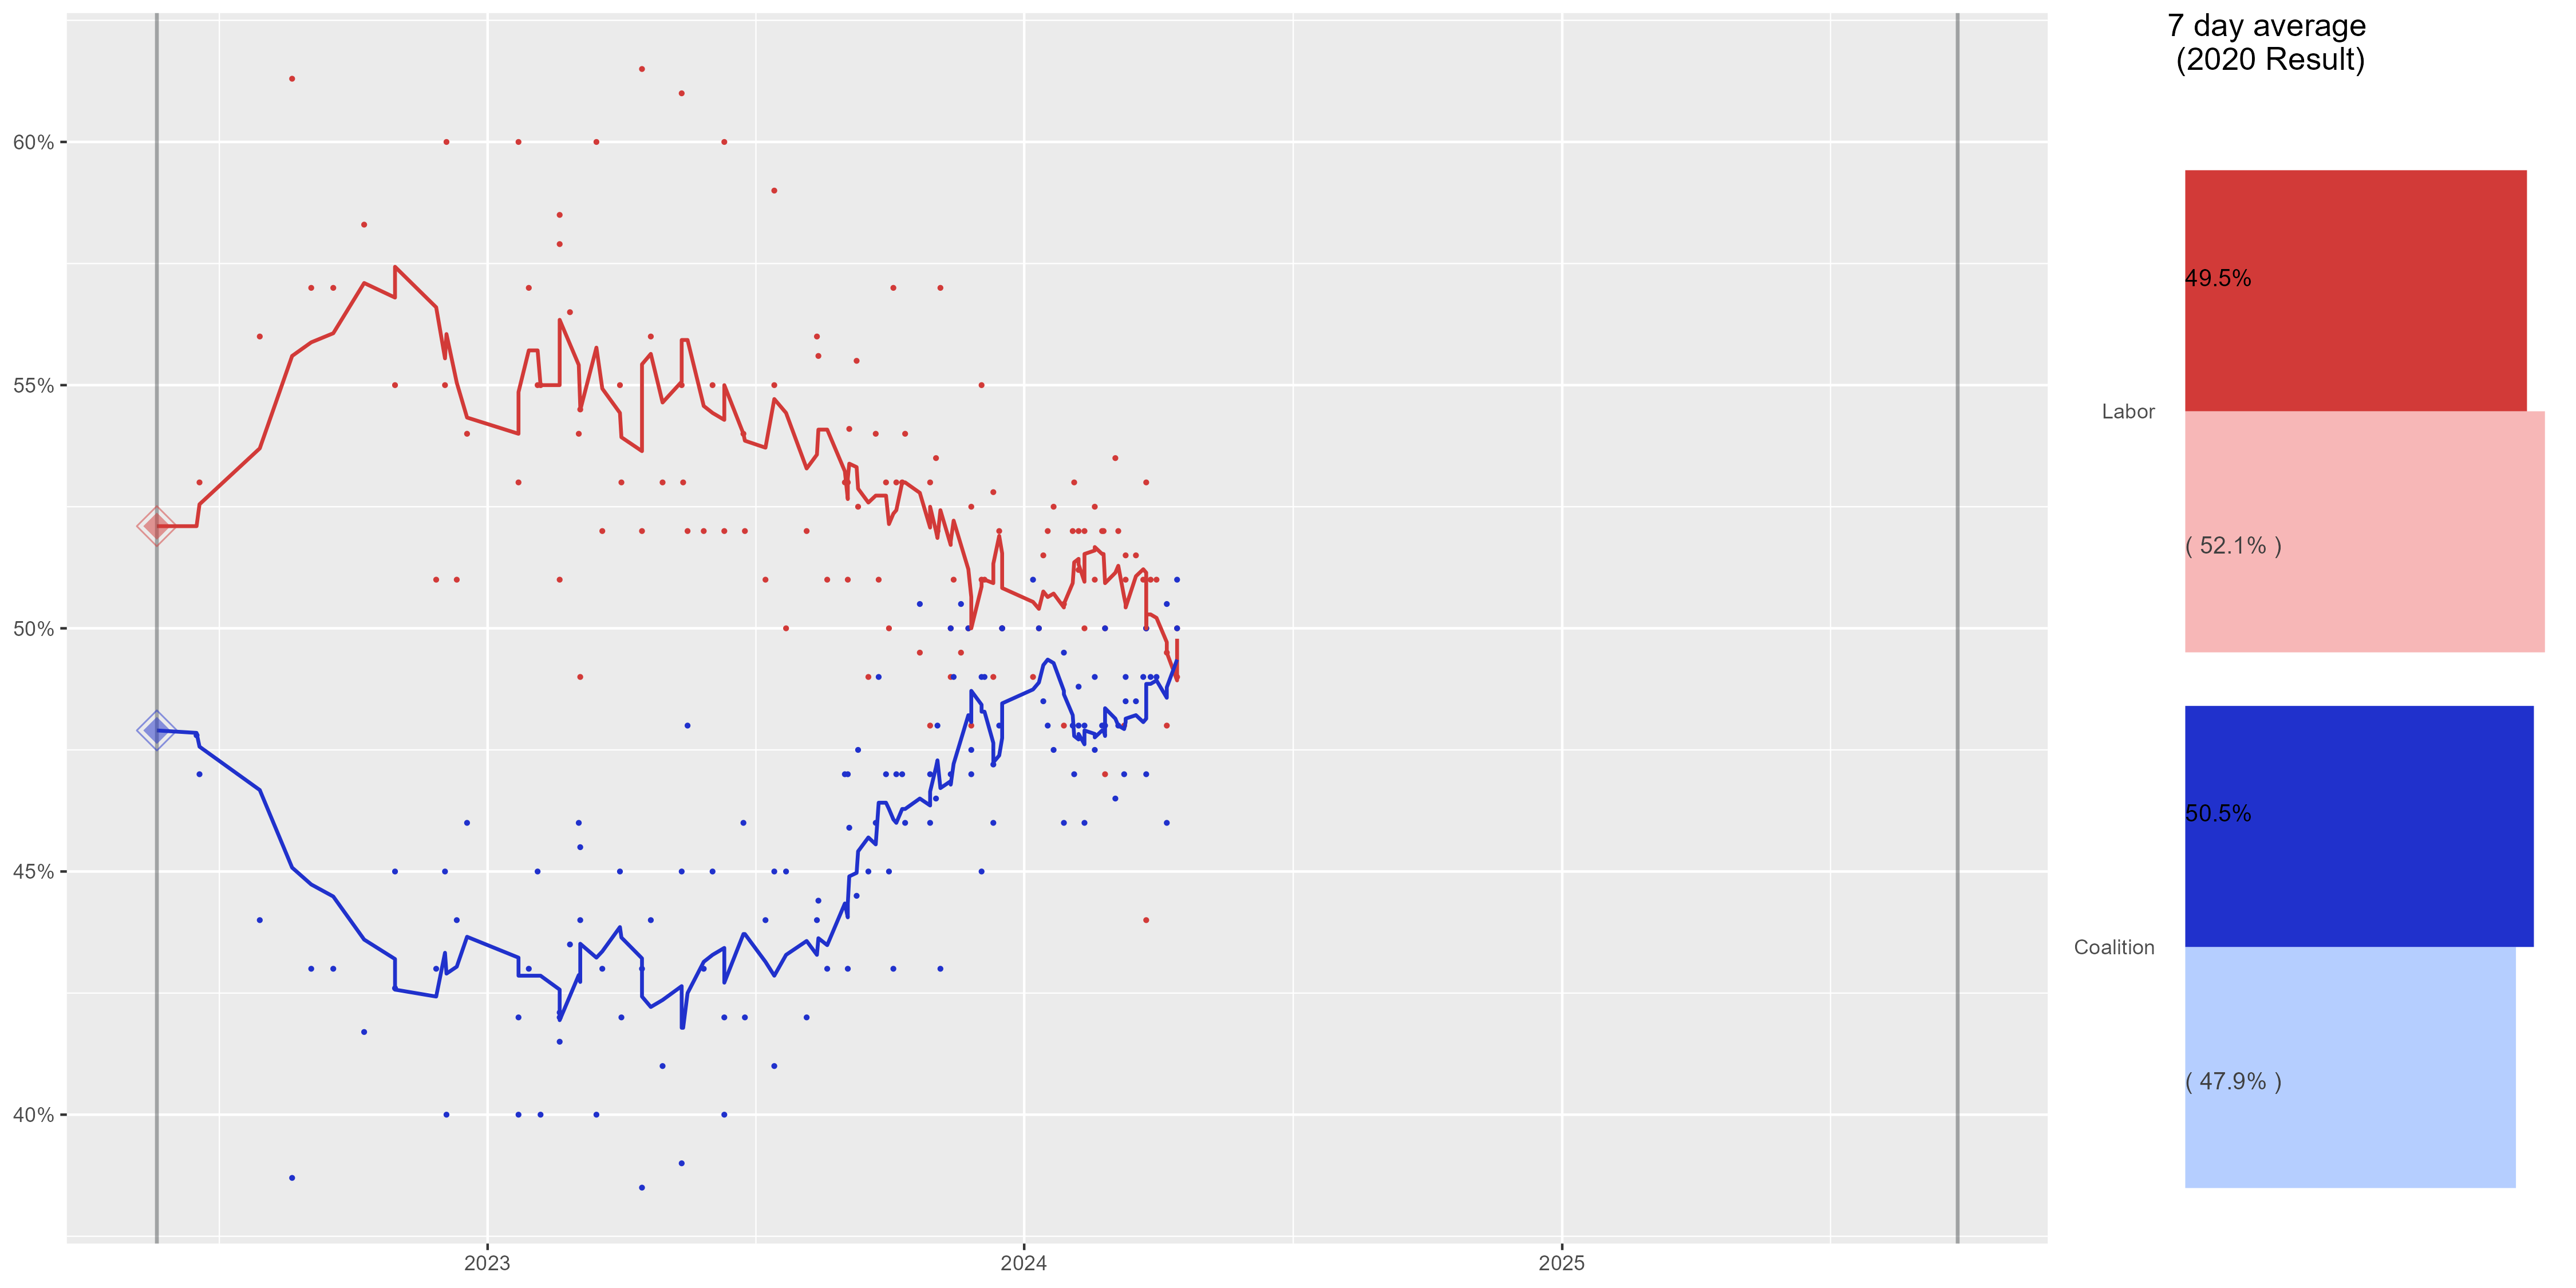 7 day average
(2020 Result)
60%
55%
50%
45%
40%
2023
2024
2025
Labor
49.5%
( 52.1% )
Coalition
50.5%
( 47.9% )